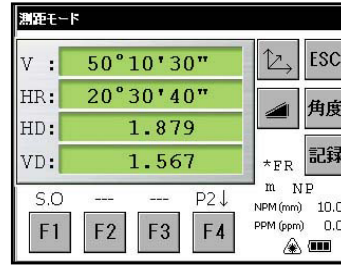 測距モード
V : 50°10'30" ESC
HR: 20°30'40" 角度
HD: 1.879
VD: 1.567 記録
*FR
m NP
S.O --- --- P2↓ NPM (mm) 10.0
F1 F2 F3 F4 PPM (ppm) 0.0